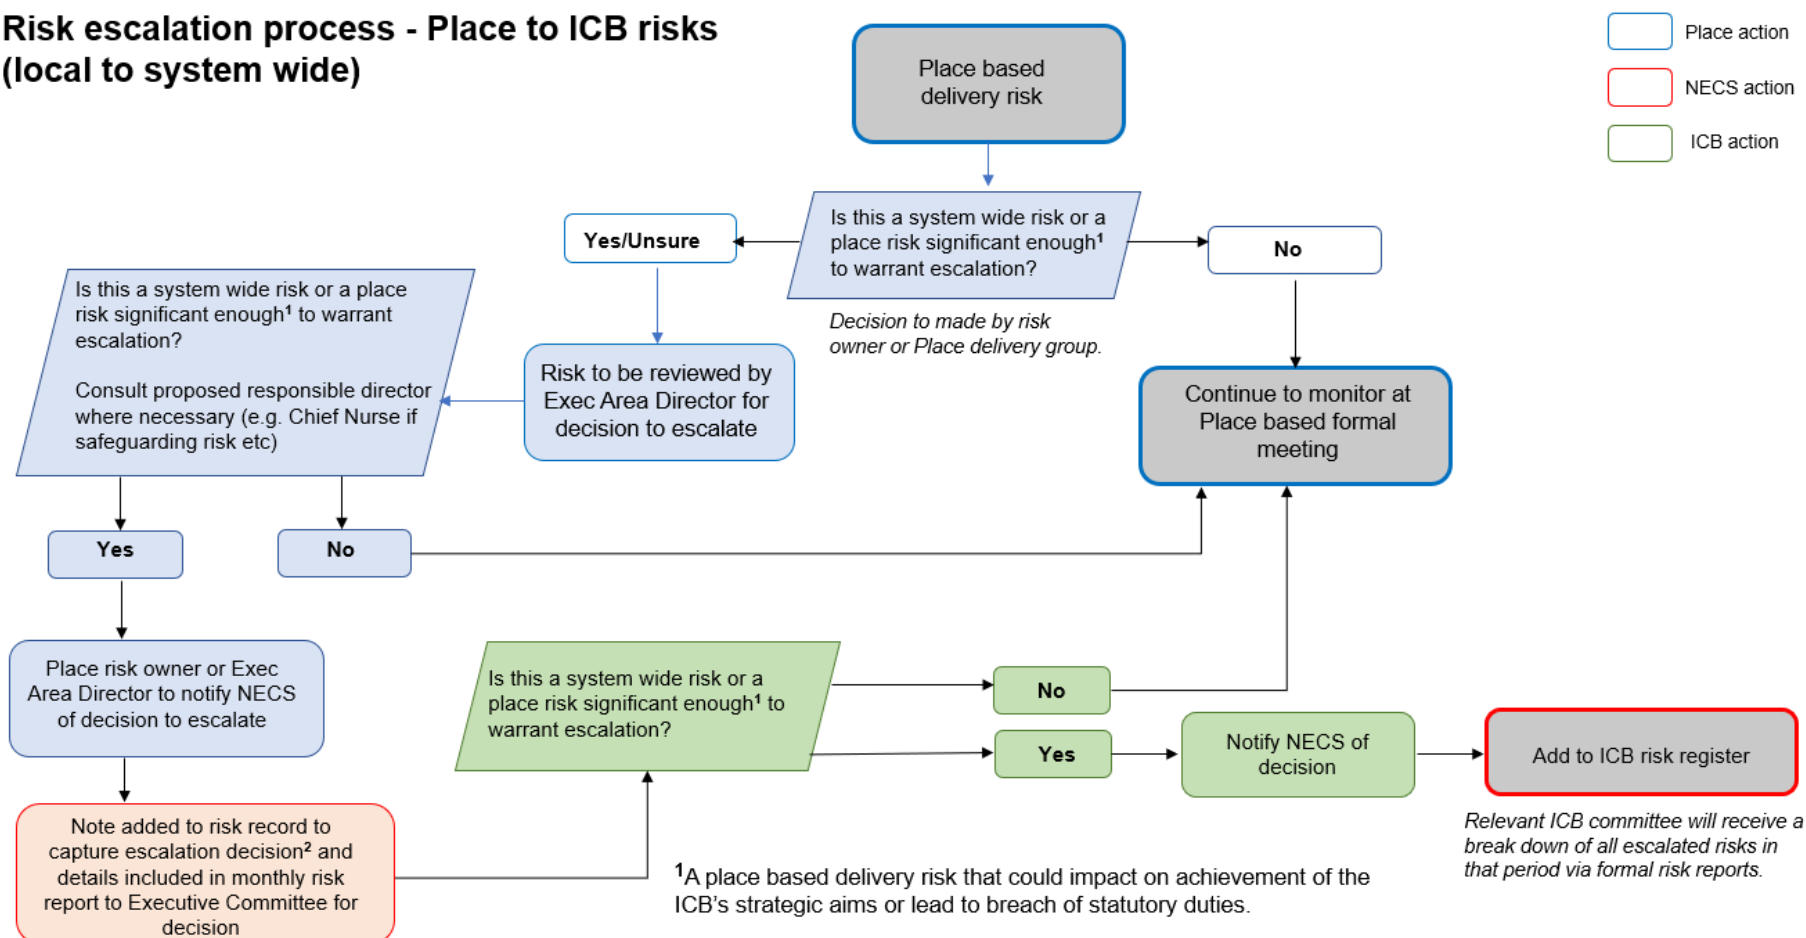 Risk escalation process - Place to ICB risks
(local to system wide)
Place action
NECS action
ICB action
Place based
delivery risk
Is this a system wide risk or a
place risk significant enough¹
to warrant escalation?
Decision to made by risk
owner or Place delivery group.
Yes/Unsure
No
Risk to be reviewed by
Exec Area Director for
decision to escalate
Continue to monitor at
Place based formal
meeting
Is this a system wide risk or a place
risk significant enough¹ to warrant
escalation?
Consult proposed responsible director
where necessary (e.g. Chief Nurse if
safeguarding risk etc)
Yes
No
Place risk owner or Exec
Area Director to notify NECS
of decision to escalate
Note added to risk record to
capture escalation decision² and
details included in monthly risk
report to Executive Committee for
decision
Is this a system wide risk or a
place risk significant enough¹ to
warrant escalation?
No
Yes
Notify NECS of
decision
Add to ICB risk register
Relevant ICB committee will receive a
break down of all escalated risks in
that period via formal risk reports.
¹A place based delivery risk that could impact on achievement of the
ICB's strategic aims or lead to breach of statutory duties.